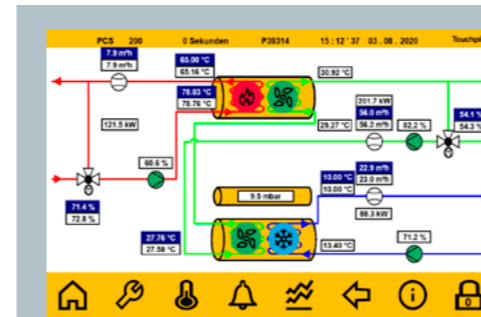 PCS 200 0 Sekunden P39314 15:12'37 03.08.2020 Touchpi
7.9 m³/h
7.9 m³/h
65.00 °C
65.16 °C
30.92 °C
78.03 °C
78.76 °C
201.7 kW
56.0 m³/h
56.2 m³/h
121.5 kW
29.27 °C
82.2 %
54.1 %
54.3 %
60.6 %
22.9 m³/h
23.0 m³/h
10.00 °C
10.00 °C
9.5 mbar
71.4 %
72.8 %
88.3 kW
27.76 °C
27.58 °C
13.40 °C
71.2 %
0